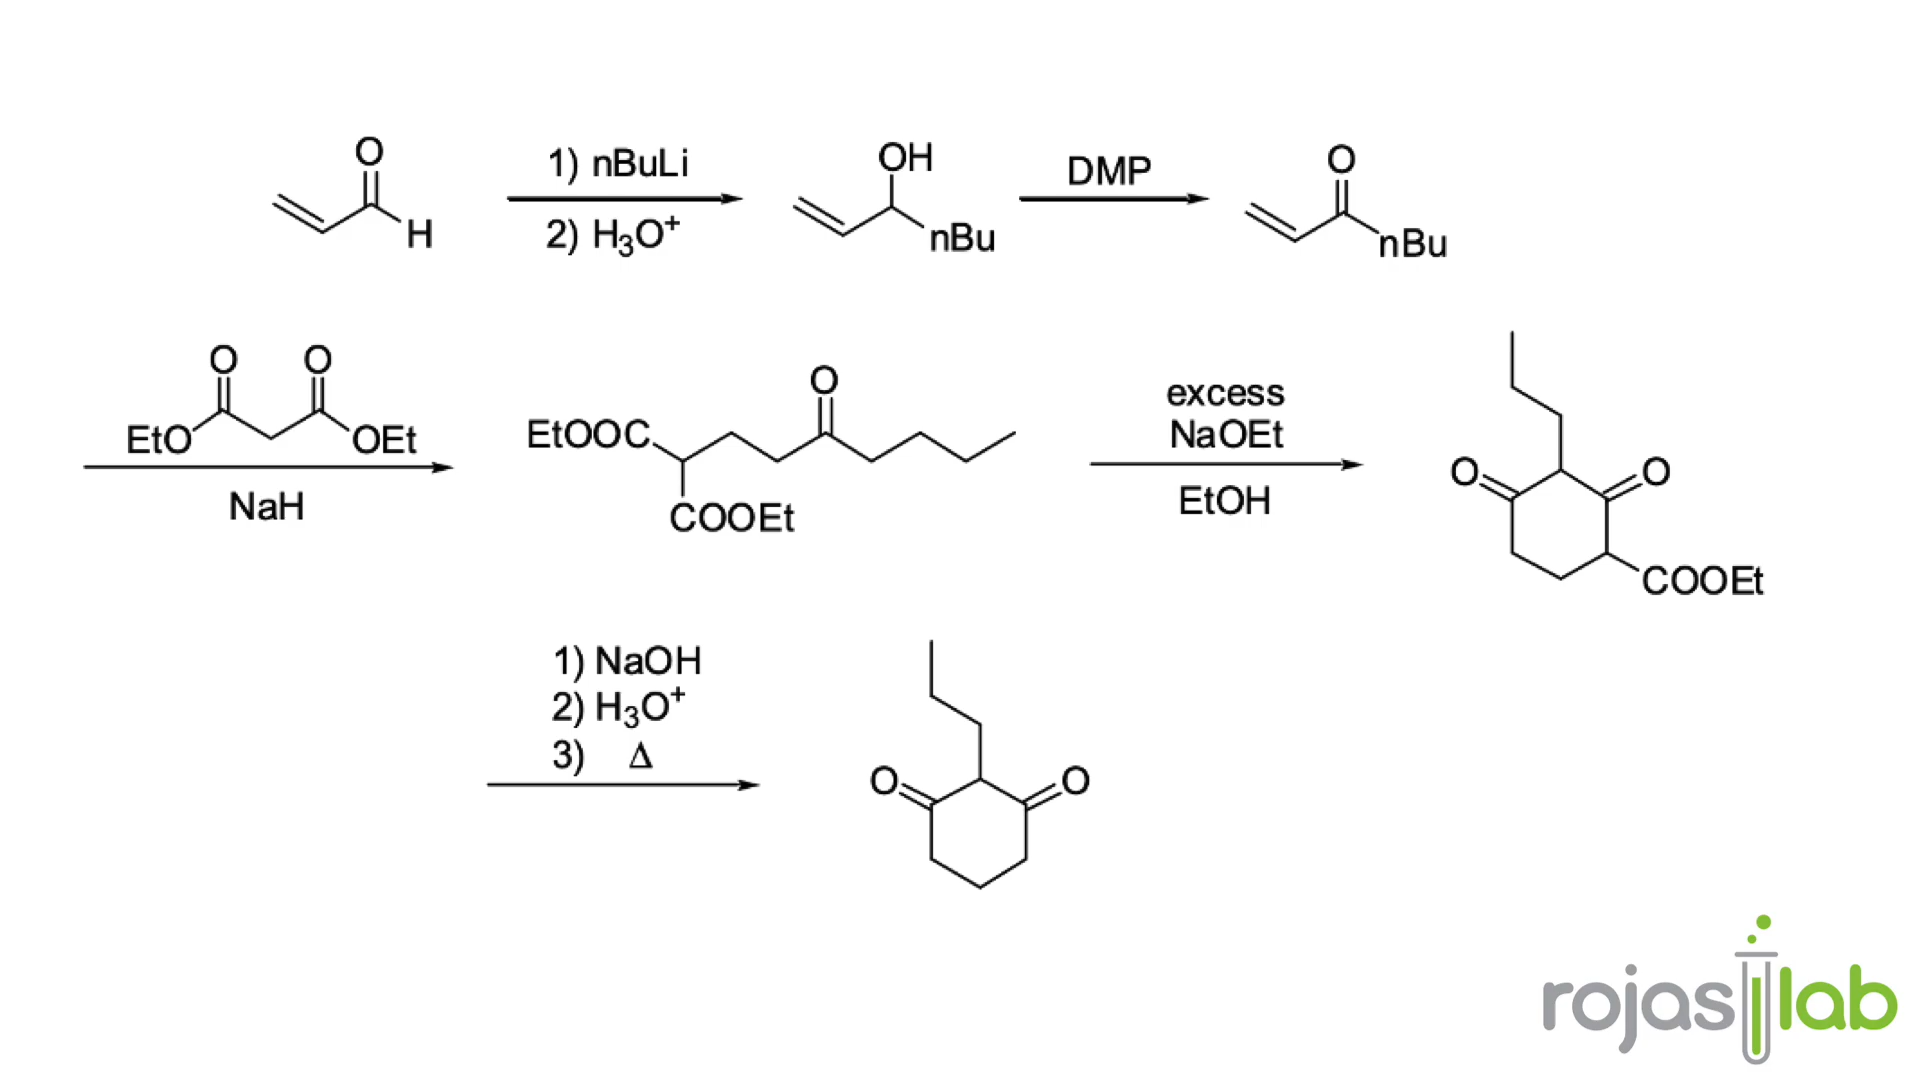 O
H
1) nBuLi
2) H3O+
OH
nBu
DMP
O
nBu
O O
EtO OEt
NaH
O
EtOOC
COOEt
excess
NaOEt
EtOH
O O
COOEt
1) NaOH
2) H3O+
3) Δ
O O
rojas lab